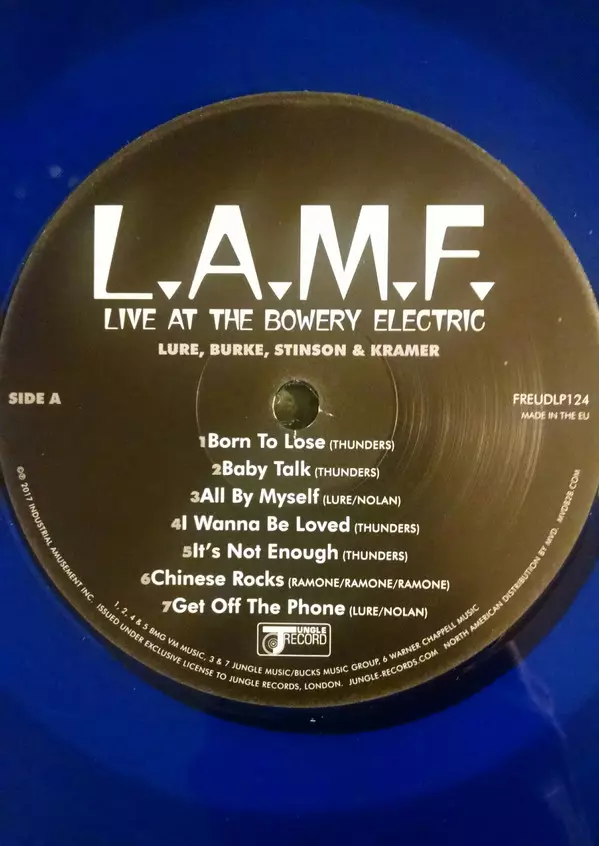 L.A.M.F.
LIVE AT THE BOWERY ELECTRIC
LURE, BURKE, STINSON & KRAMER
SIDE A
FREUDLP124
MADE IN THE EU
1Born To Lose (THUNDERS)
2Baby Talk (THUNDERS)
3All By Myself (LURE/NOLAN)
4I Wanna Be Loved (THUNDERS)
5It's Not Enough (THUNDERS)
6Chinese Rocks (RAMONE/RAMONE/RAMONE)
7Get Off The Phone (LURE/NOLAN)
JUNGLE
RECORD
℗© 2017 INDUSTRIAL AMUSEMENT INC. ISSUED UNDER EXCLUSIVE LICENSE TO JUNGLE RECORDS, LONDON. JUNGLE-RECORDS.COM NORTH AMERICAN DISTRIBUTION BY MVD. MVDB2B.COM
1, 2, 4 & 5 BMG VM MUSIC, 3 & 7 JUNGLE MUSIC/BUCKS MUSIC GROUP, 6 WARNER CHAPPELL MUSIC